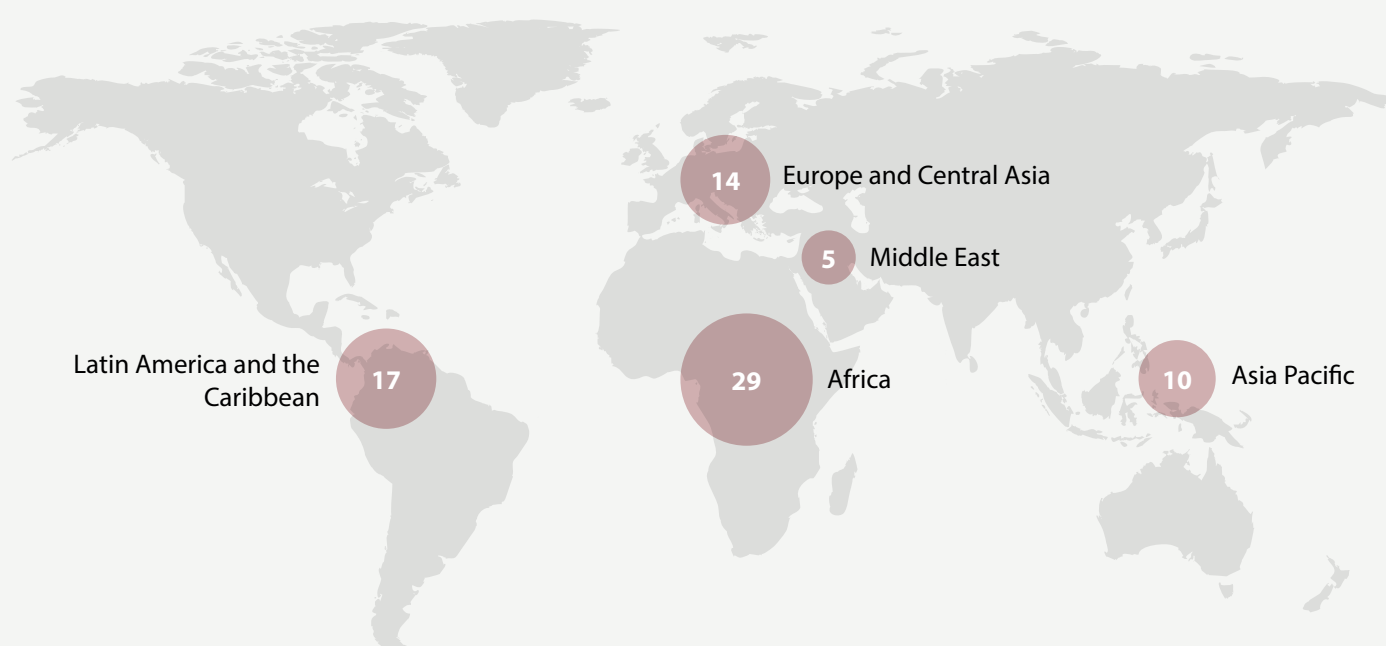 14
Europe and Central Asia
5
Middle East
Latin America and the
Caribbean
17
29
Africa
10
Asia Pacific